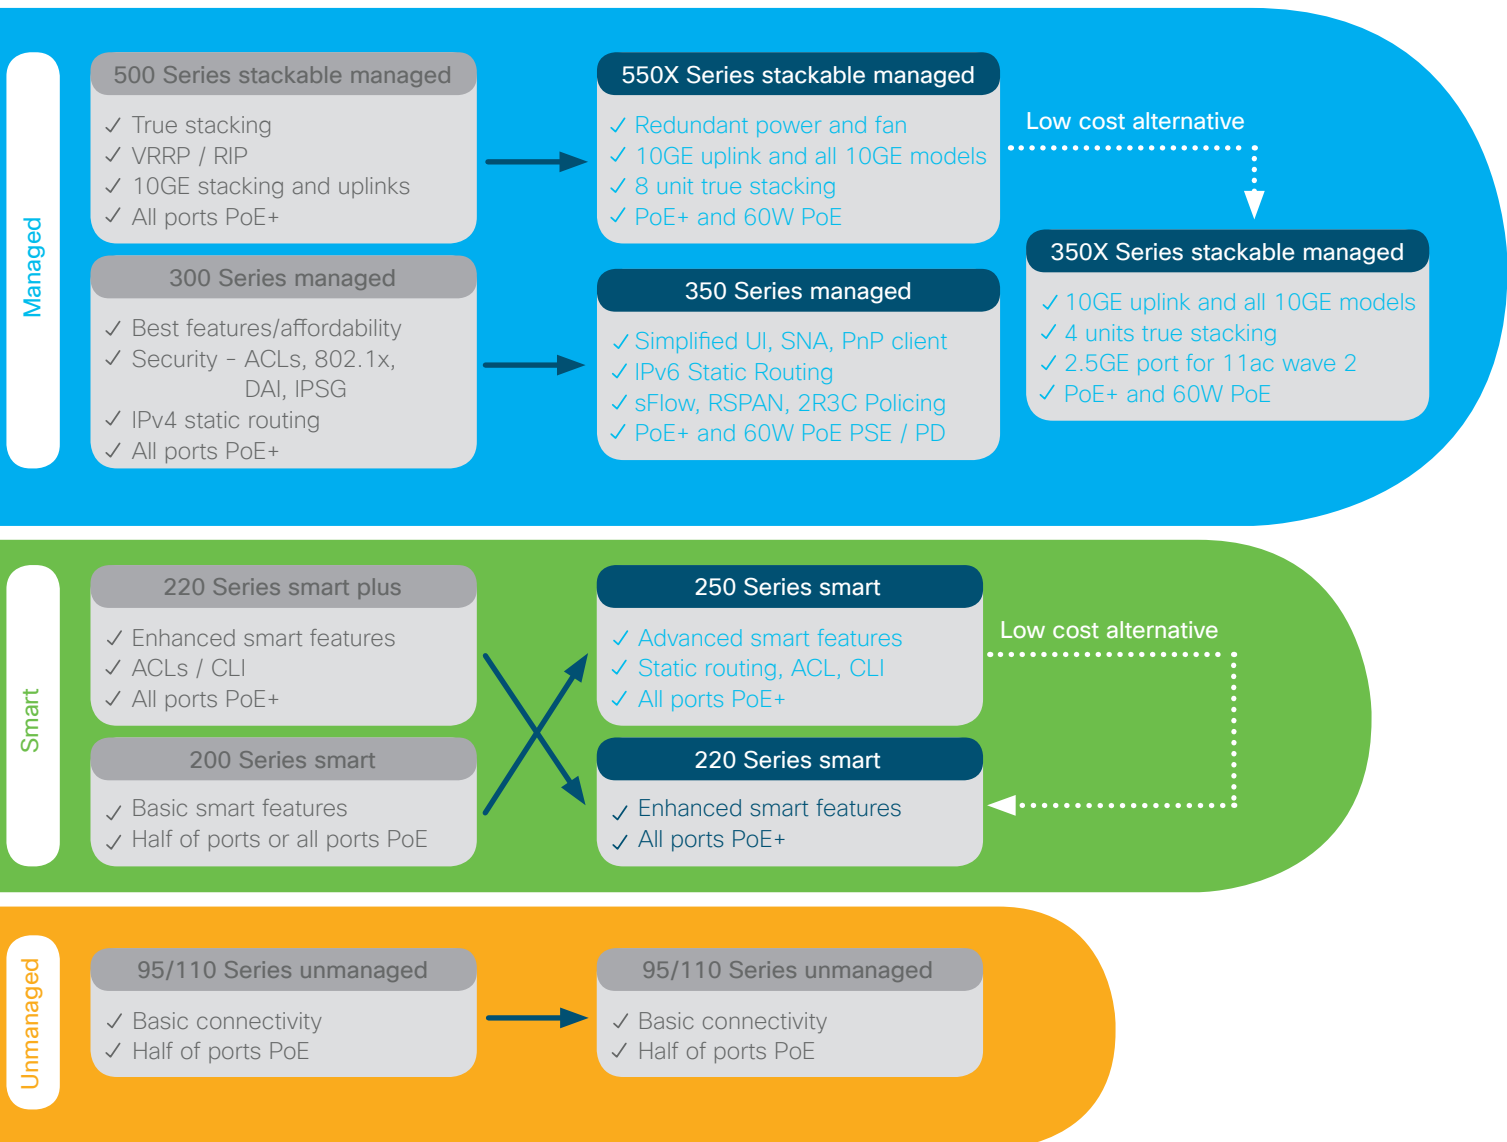 Managed
500 Series stackable managed
✓ True stacking
✓ VRRP / RIP
✓ 10GE stacking and uplinks
✓ All ports PoE+
300 Series managed
✓ Best features/affordability
✓ Security - ACLs, 802.1x,
DAI, IPSG
✓ IPv4 static routing
✓ All ports PoE+
550X Series stackable managed
✓ Redundant power and fan
✓ 10GE uplink and all 10GE models
✓ 8 unit true stacking
✓ PoE+ and 60W PoE
350 Series managed
✓ Simplified UI, SNA, PnP client
✓ IPv6 Static Routing
✓ sFlow, RSPAN, 2R3C Policing
✓ PoE+ and 60W PoE PSE / PD
Low cost alternative
350X Series stackable managed
✓ 10GE uplink and all 10GE models
✓ 4 units true stacking
✓ 2.5GE port for 11ac wave 2
✓ PoE+ and 60W PoE
Smart
220 Series smart plus
✓ Enhanced smart features
✓ ACLs / CLI
✓ All ports PoE+
200 Series smart
✓ Basic smart features
✓ Half of ports or all ports PoE
250 Series smart
✓ Advanced smart features
✓ Static routing, ACL, CLI
✓ All ports PoE+
220 Series smart
✓ Enhanced smart features
✓ All ports PoE+
Low cost alternative
Unmanaged
95/110 Series unmanaged
✓ Basic connectivity
✓ Half of ports PoE
95/110 Series unmanaged
✓ Basic connectivity
✓ Half of ports PoE